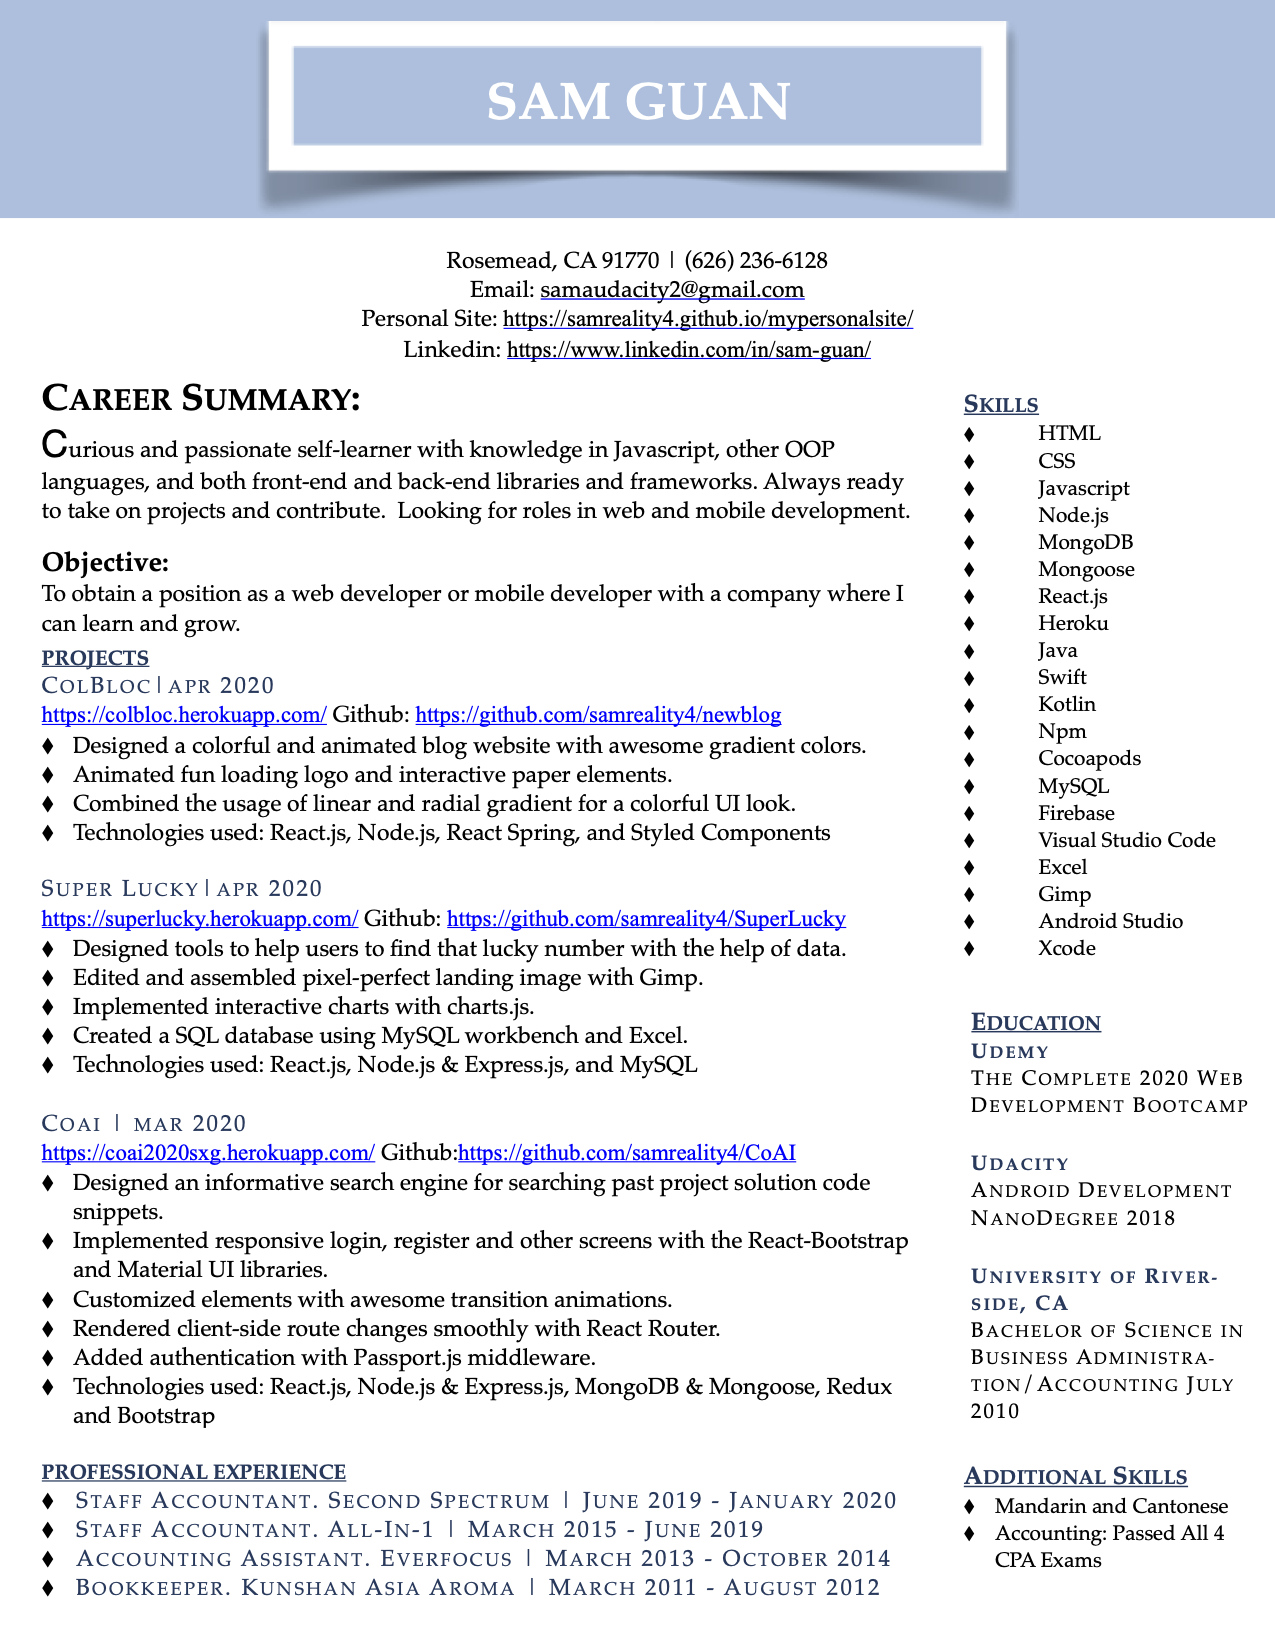 SAM GUAN
Rosemead, CA 91770 | (626) 236-6128
Email: samaudacity2@gmail.com
Personal Site: https://samreality4.github.io/mypersonalsite/
Linkedin: https://www.linkedin.com/in/sam-guan/
CAREER SUMMARY:
Curious and passionate self-learner with knowledge in Javascript, other OOP
languages, and both front-end and back-end libraries and frameworks. Always ready
to take on projects and contribute.  Looking for roles in web and mobile development.
Objective:
To obtain a position as a web developer or mobile developer with a company where I
can learn and grow.
PROJECTS
COLBLOC|APR 2020
https://colbloc.herokuapp.com/ Github: https://github.com/samreality4/newblog
♦ Designed a colorful and animated blog website with awesome gradient colors.
♦ Animated fun loading logo and interactive paper elements.
♦ Combined the usage of linear and radial gradient for a colorful UI look.
♦ Technologies used: React.js, Node.js, React Spring, and Styled Components
SUPER LUCKY|APR 2020
https://superlucky.herokuapp.com/ Github: https://github.com/samreality4/SuperLucky
♦ Designed tools to help users to find that lucky number with the help of data.
♦ Edited and assembled pixel-perfect landing image with Gimp.
♦ Implemented interactive charts with charts.js.
♦ Created a SQL database using MySQL workbench and Excel.
♦ Technologies used: React.js, Node.js & Express.js, and MySQL
COAI | MAR 2020
https://coai2020sxg.herokuapp.com/ Github:https://github.com/samreality4/CoAI
♦ Designed an informative search engine for searching past project solution code
snippets.
♦ Implemented responsive login, register and other screens with the React-Bootstrap
and Material UI libraries.
♦ Customized elements with awesome transition animations.
♦ Rendered client-side route changes smoothly with React Router.
♦ Added authentication with Passport.js middleware.
♦ Technologies used: React.js, Node.js & Express.js, MongoDB & Mongoose, Redux
and Bootstrap
PROFESSIONAL EXPERIENCE
♦ STAFF ACCOUNTANT. SECOND SPECTRUM | JUNE 2019 - JANUARY 2020
♦ STAFF ACCOUNTANT. ALL-IN-1 | MARCH 2015 - JUNE 2019
♦ ACCOUNTING ASSISTANT. EVERFOCUS | MARCH 2013 - OCTOBER 2014
♦ BOOKKEEPER. KUNSHAN ASIA AROMA | MARCH 2011 - AUGUST 2012
SKILLS
♦ HTML
♦ CSS
♦ Javascript
♦ Node.js
♦ MongoDB
♦ Mongoose
♦ React.js
♦ Heroku
♦ Java
♦ Swift
♦ Kotlin
♦ Npm
♦ Cocoapods
♦ MySQL
♦ Firebase
♦ Visual Studio Code
♦ Excel
♦ Gimp
♦ Android Studio
♦ Xcode
EDUCATION
UDEMY
THE COMPLETE 2020 WEB
DEVELOPMENT BOOTCAMP
UDACITY
ANDROID DEVELOPMENT
NANODEGREE 2018
UNIVERSITY OF RIVER-
SIDE, CA
BACHELOR OF SCIENCE IN
BUSINESS ADMINISTRA-
TION/ACCOUNTING JULY
2010
ADDITIONAL SKILLS
♦ Mandarin and Cantonese
♦ Accounting: Passed All 4
CPA Exams